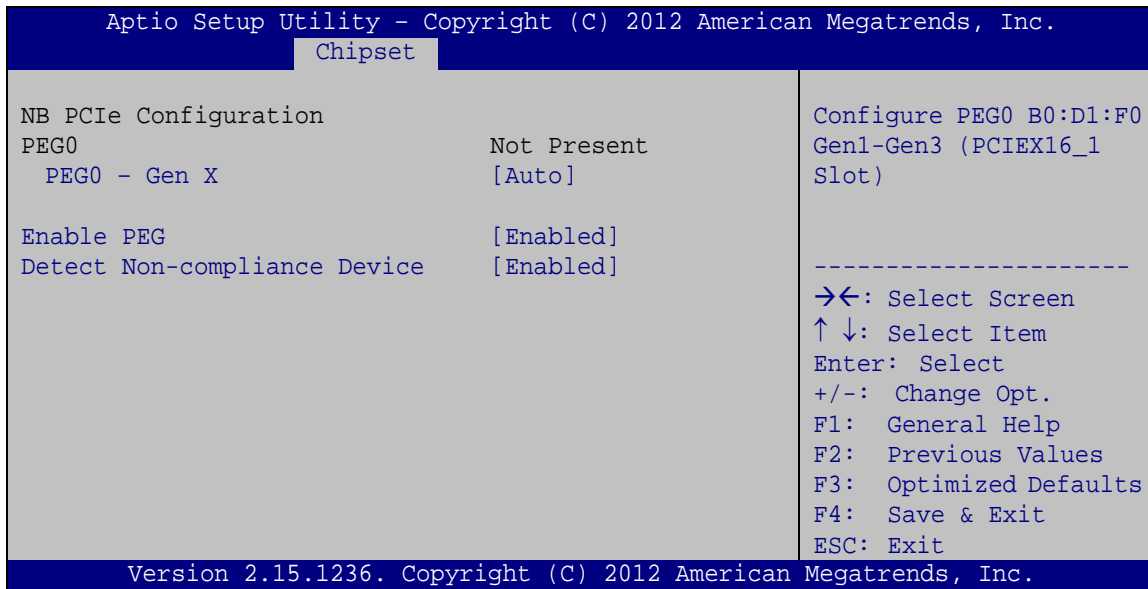 Aptio Setup Utility – Copyright (C) 2012 American Megatrends, Inc.
Chipset
NB PCIe Configuration
PEG0 Not Present
PEG0 – Gen X [Auto]
Enable PEG [Enabled]
Detect Non-compliance Device [Enabled]
Configure PEG0 B0:D1:F0
Gen1-Gen3 (PCIEX16_1
Slot)
----------------------
→←: Select Screen
↑ ↓: Select Item
Enter: Select
+/-: Change Opt.
F1: General Help
F2: Previous Values
F3: Optimized Defaults
F4: Save & Exit
ESC: Exit
Version 2.15.1236. Copyright (C) 2012 American Megatrends, Inc.